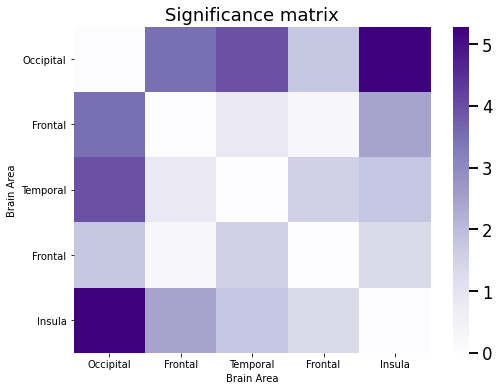 Significance matrix
Occipital
Frontal
Temporal
Frontal
Insula
Brain Area
Occipital
Frontal
Temporal
Frontal
Insula
Brain Area
5
4
3
2
1
0